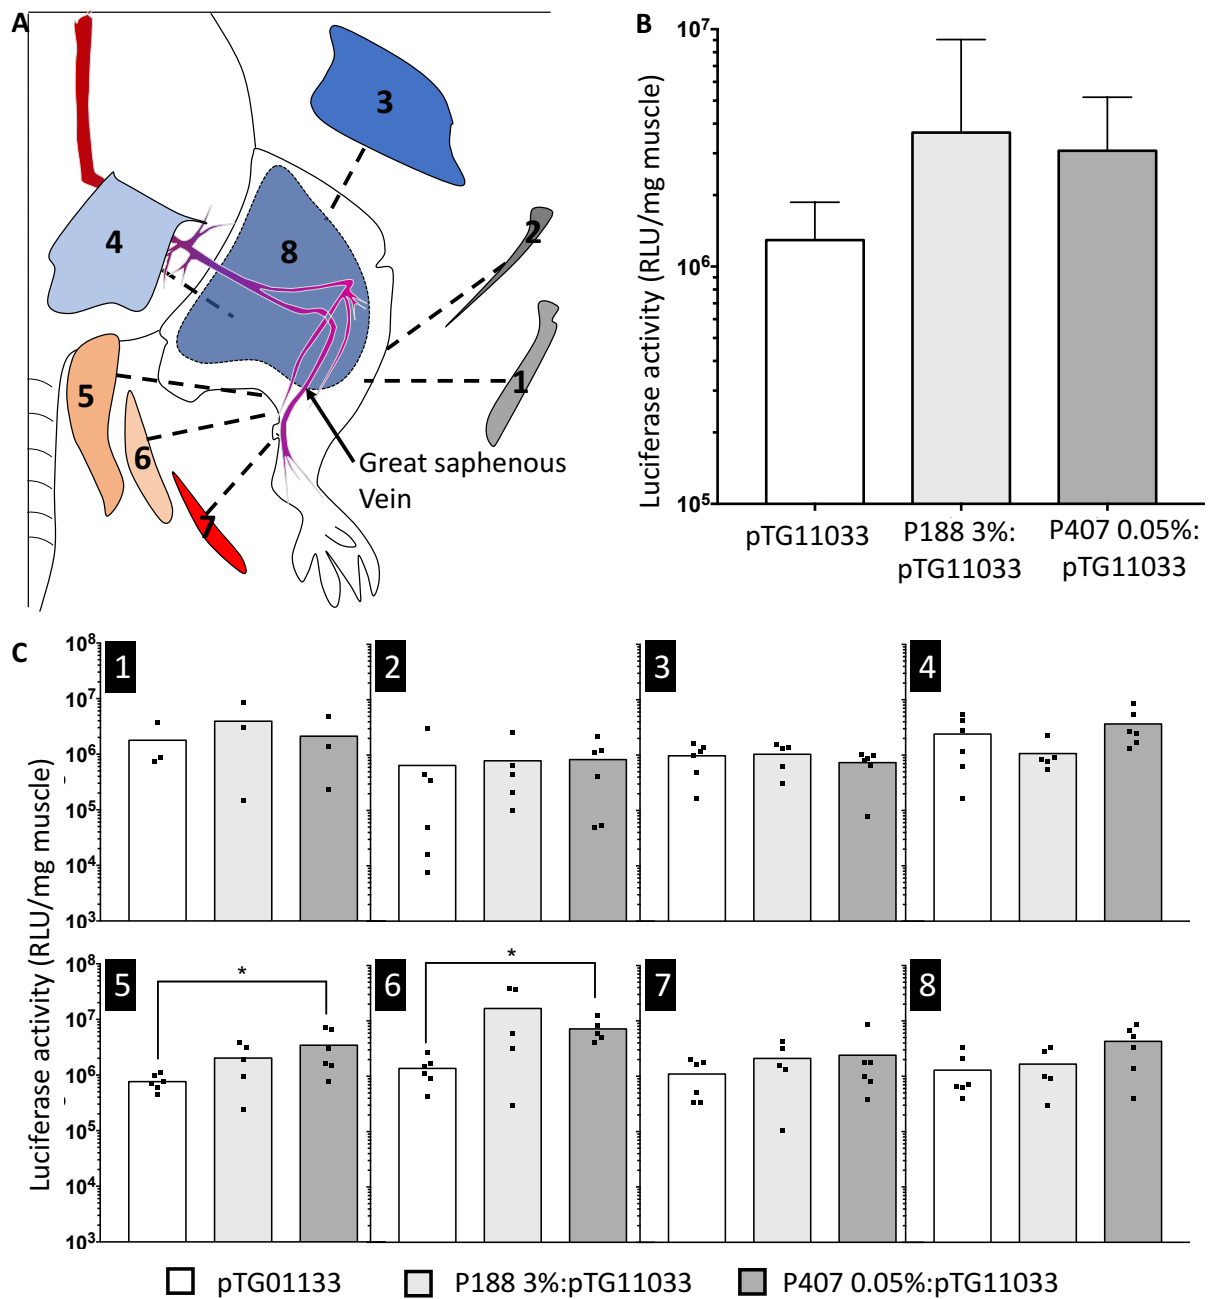 A
3
2
4
8
1
5
6
7
Great saphenous
Vein
B
Luciferase activity (RLU/mg muscle)
10⁷
10⁶
10⁵
pTG11033
P188 3%:
pTG11033
P407 0.05%:
pTG11033
C
Luciferase activity (RLU/mg muscle)
10⁸
10⁷
10⁶
10⁵
10⁴
10³
1
2
3
4
10⁸
10⁷
10⁶
10⁵
10⁴
10³
5
*
6
*
7
8
pTG01133
P188 3%:pTG11033
P407 0.05%:pTG11033